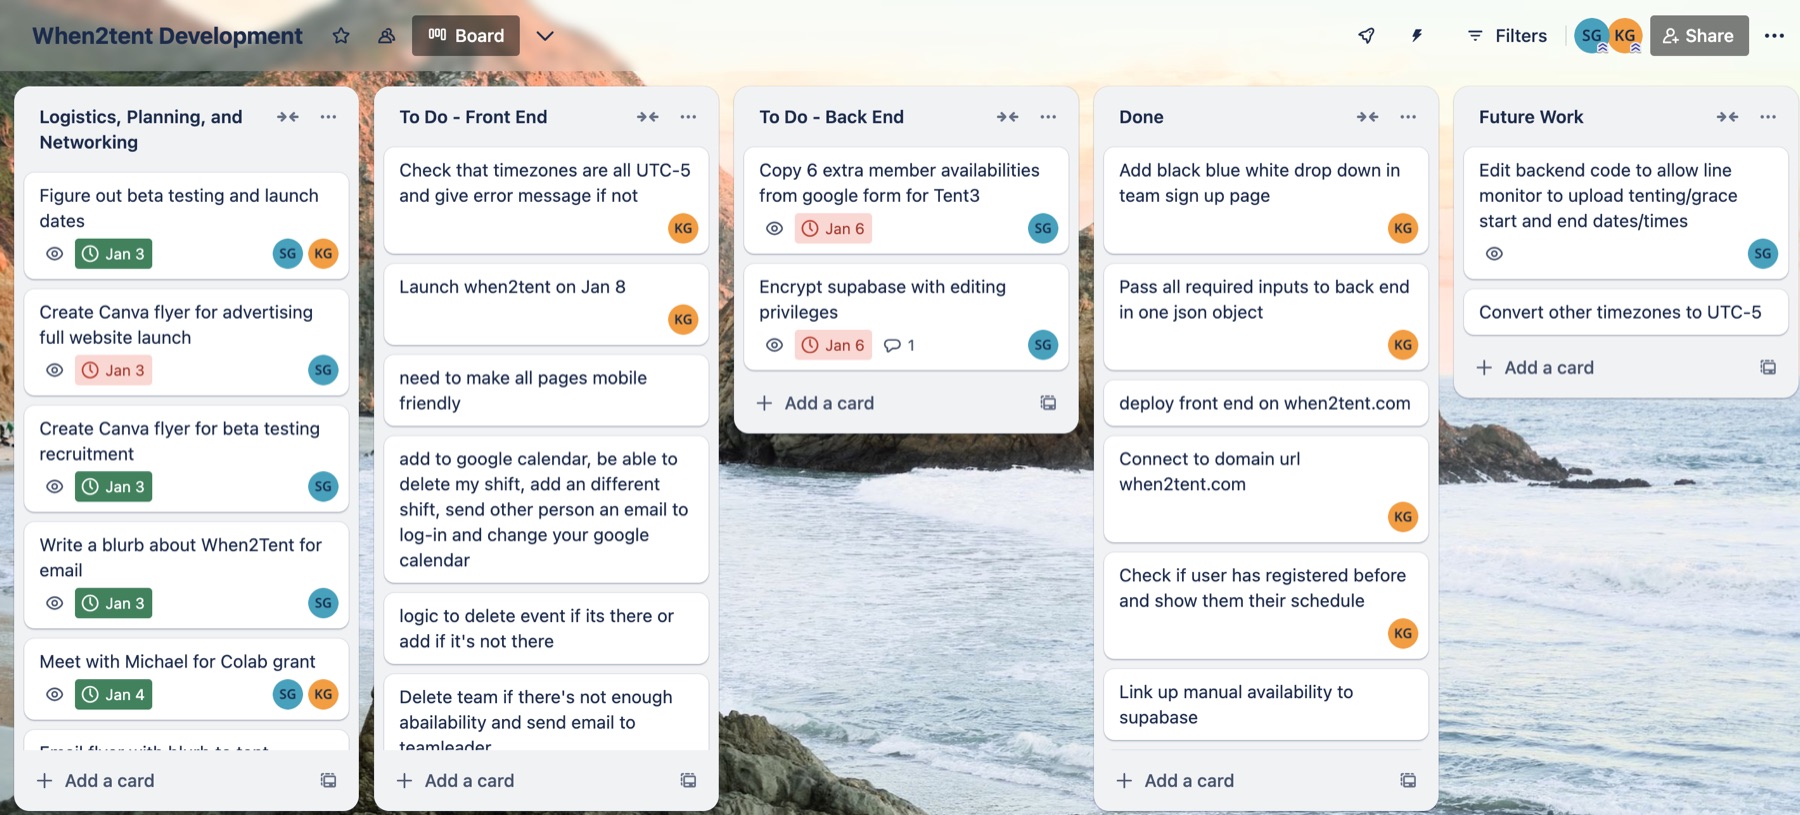 When2tent Development
Board
Filters
SG
KG
Share
Logistics, Planning, and
Networking
Figure out beta testing and launch
dates
Jan 3
SG
KG
Create Canva flyer for advertising
full website launch
Jan 3
SG
Create Canva flyer for beta testing
recruitment
Jan 3
SG
Write a blurb about When2Tent for
email
Jan 3
SG
Meet with Michael for Colab grant
Jan 4
SG
KG
Email flyer with blurb to tent
Add a card
To Do - Front End
Check that timezones are all UTC-5
and give error message if not
KG
Launch when2tent on Jan 8
KG
need to make all pages mobile
friendly
add to google calendar, be able to
delete my shift, add an different
shift, send other person an email to
log-in and change your google
calendar
logic to delete event if its there or
add if it's not there
Delete team if there's not enough
abailability and send email to
teamleader
Add a card
To Do - Back End
Copy 6 extra member availabilities
from google form for Tent3
Jan 6
SG
Encrypt supabase with editing
privileges
Jan 6
1
SG
Add a card
Done
Add black blue white drop down in
team sign up page
KG
Pass all required inputs to back end
in one json object
KG
deploy front end on when2tent.com
Connect to domain url
when2tent.com
KG
Check if user has registered before
and show them their schedule
KG
Link up manual availability to
supabase
Add a card
Future Work
Edit backend code to allow line
monitor to upload tenting/grace
start and end dates/times
SG
Convert other timezones to UTC-5
Add a card